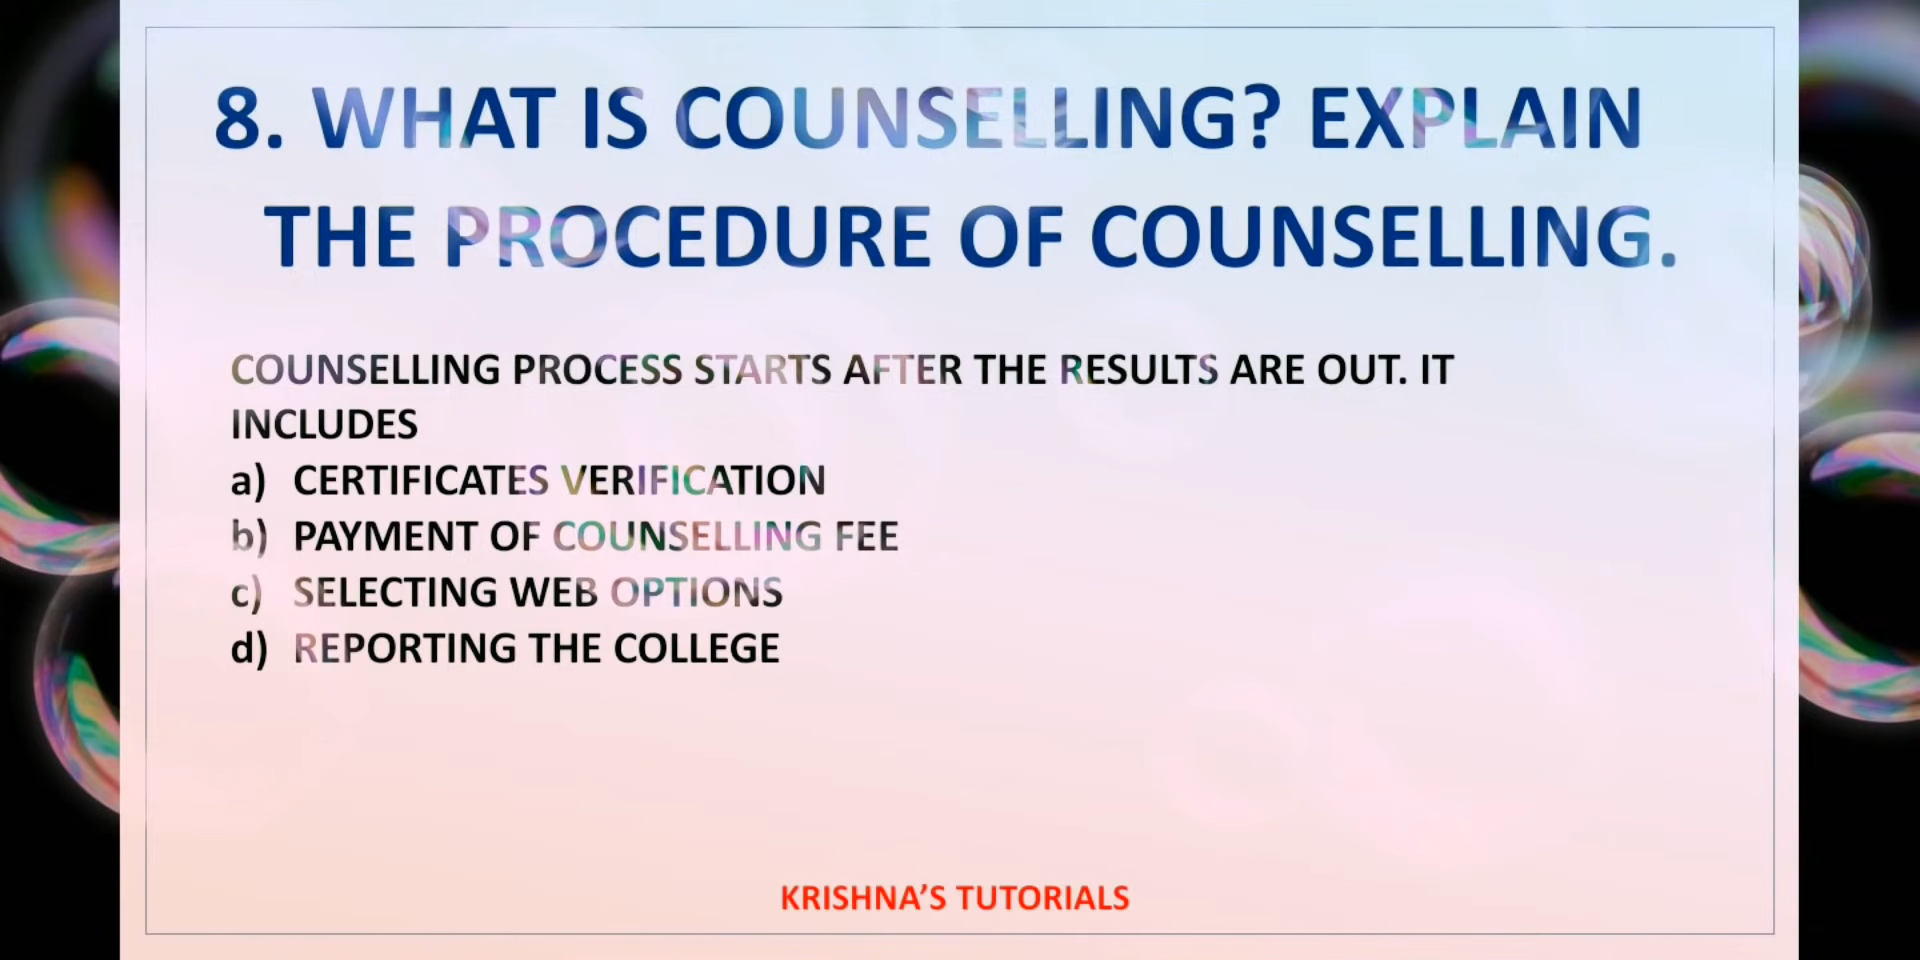 8. WHAT IS COUNSELLING? EXPLAIN
THE PROCEDURE OF COUNSELLING.
COUNSELLING PROCESS STARTS AFTER THE RESULTS ARE OUT. IT
INCLUDES
a) CERTIFICATES VERIFICATION
b) PAYMENT OF COUNSELLING FEE
c) SELECTING WEB OPTIONS
d) REPORTING THE COLLEGE
KRISHNA’S TUTORIALS